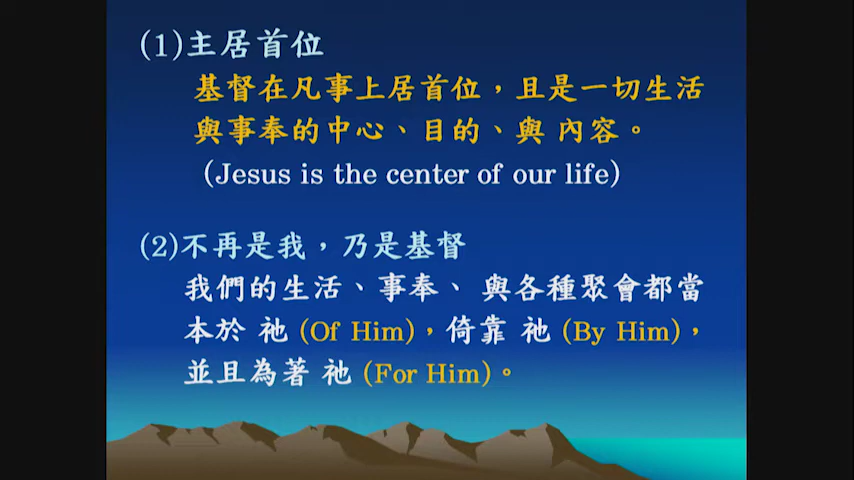 (1)主居首位
基督在凡事上居首位，且是一切生活
與事奉的中心、目的、與 內容。
(Jesus is the center of our life)
(2)不再是我，乃是基督
我們的生活、事奉、 與各種聚會都當
本於 祂 (Of Him)，倚靠 祂 (By Him)，
並且為著 祂 (For Him)。